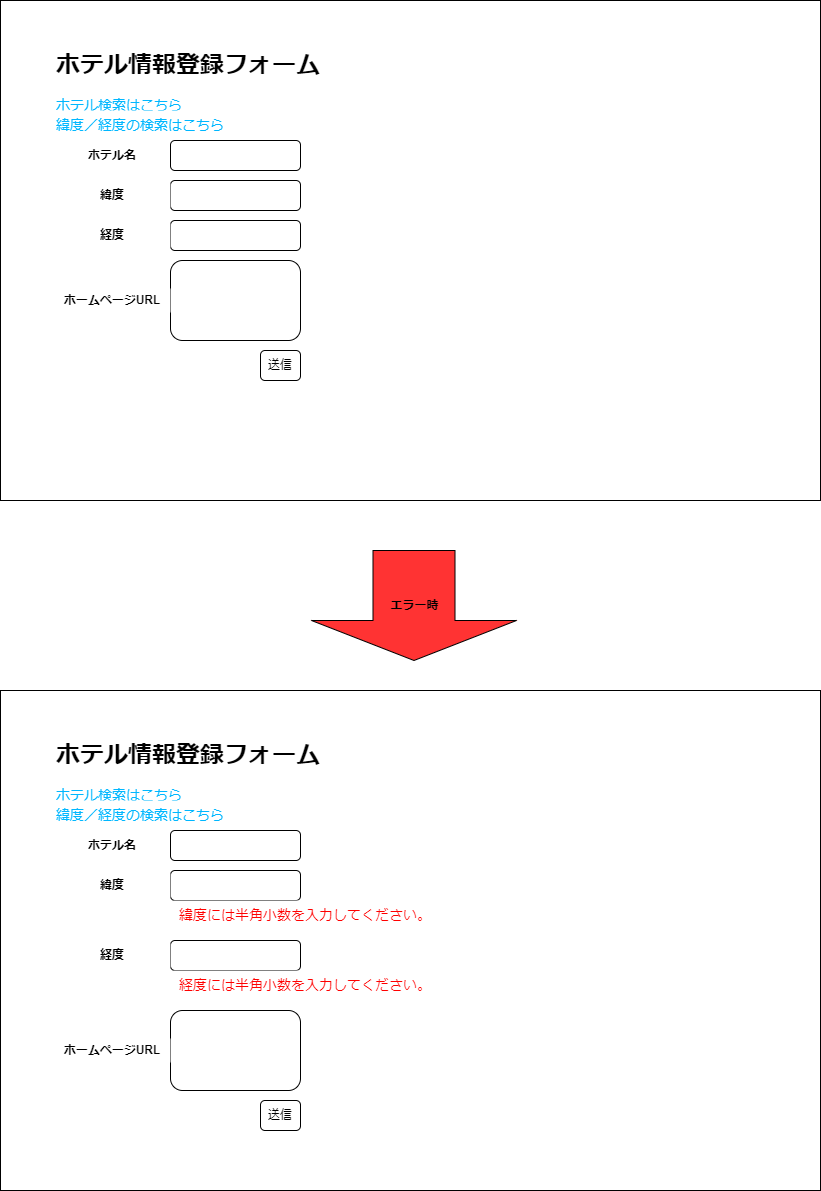 ホテル情報登録フォーム
ホテル検索はこちら
緯度／経度の検索はこちら
ホテル名
緯度
経度
ホームページURL
送信
エラー時
ホテル情報登録フォーム
ホテル検索はこちら
緯度／経度の検索はこちら
ホテル名
緯度
緯度には半角小数を入力してください。
経度
経度には半角小数を入力してください。
ホームページURL
送信